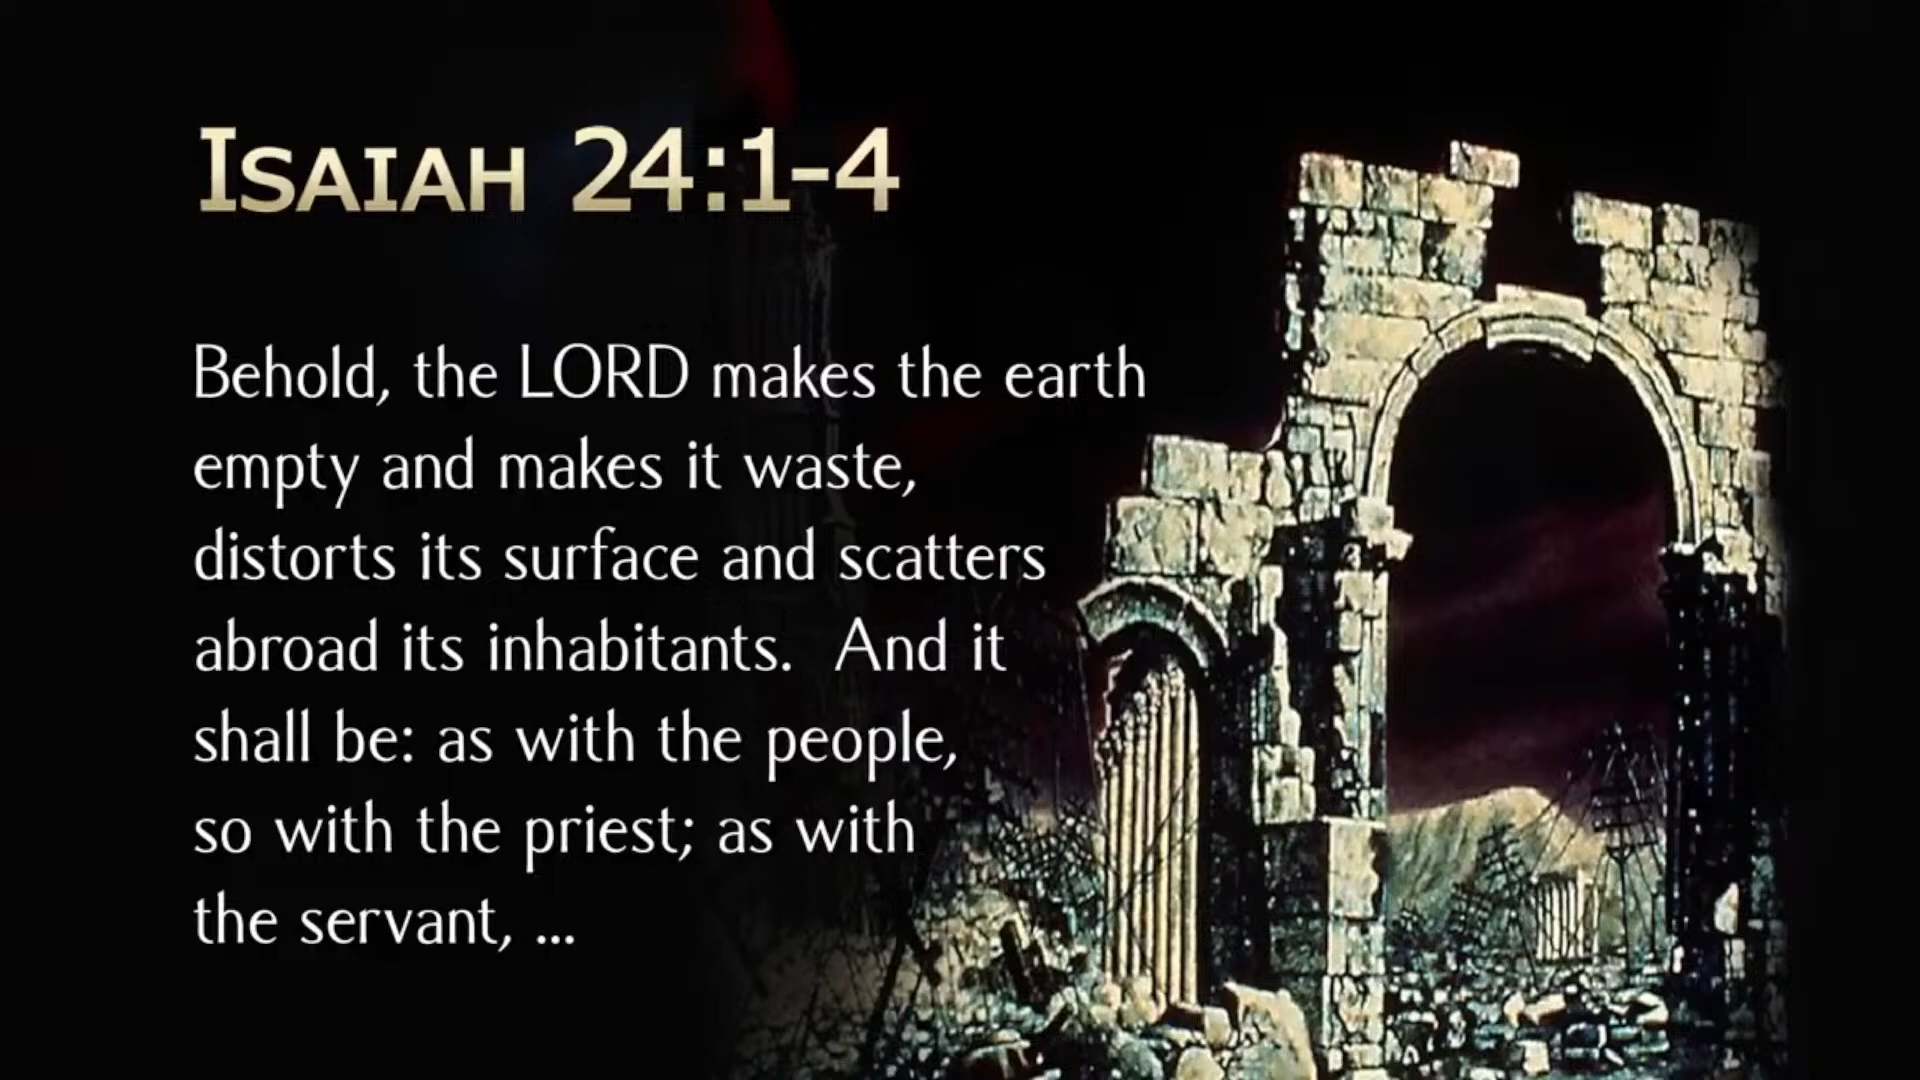 Isaiah 24:1-4
Behold, the LORD makes the earth
empty and makes it waste,
distorts its surface and scatters
abroad its inhabitants.  And it
shall be: as with the people,
so with the priest; as with
the servant, ...